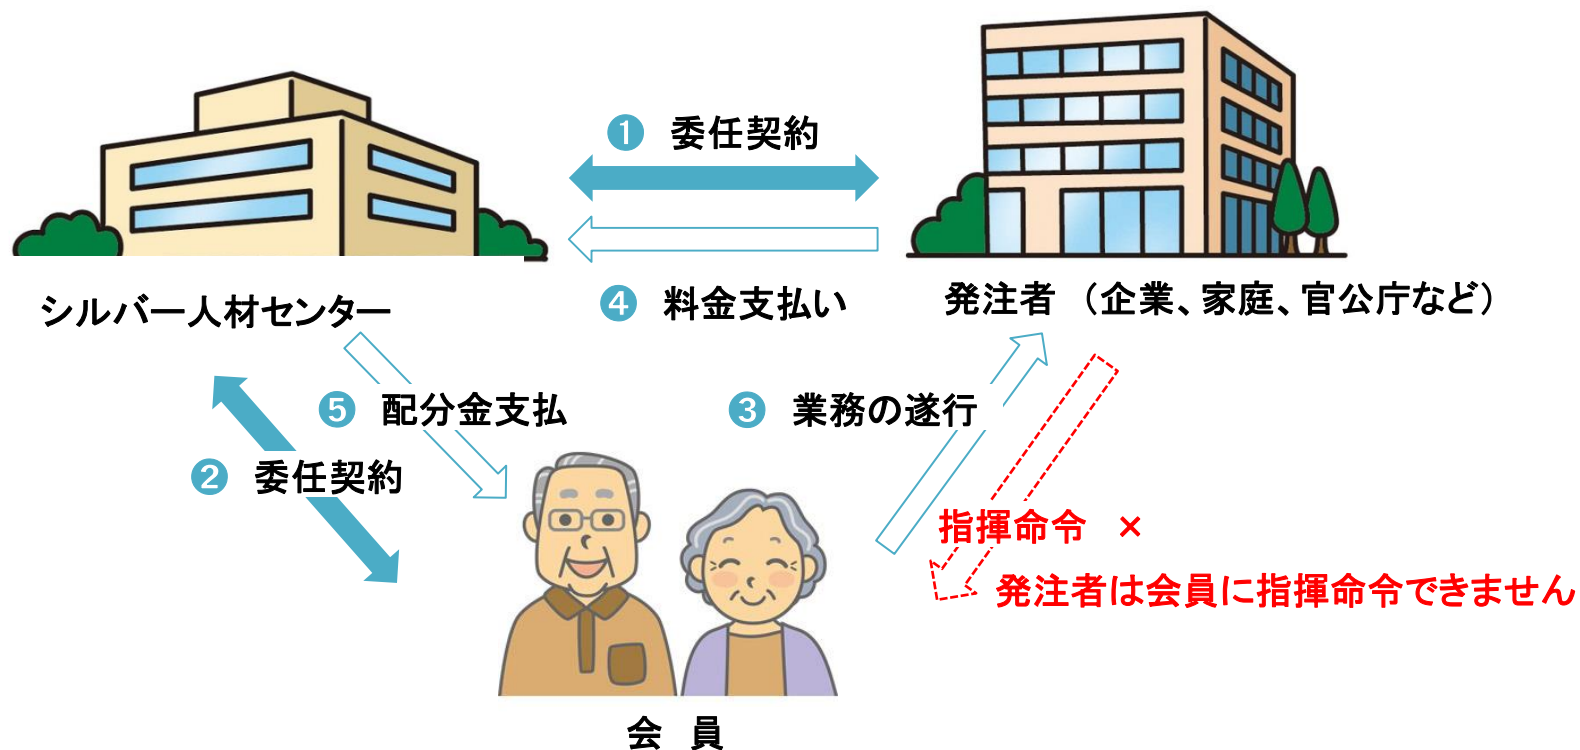 ❶ 委任契約
❹ 料金支払い
シルバー人材センター
発注者 (企業、家庭、官公庁など)
❺ 配分金支払
❸ 業務の遂行
❷ 委任契約
指揮命令 ×
発注者は会員に指揮命令できません
会 員